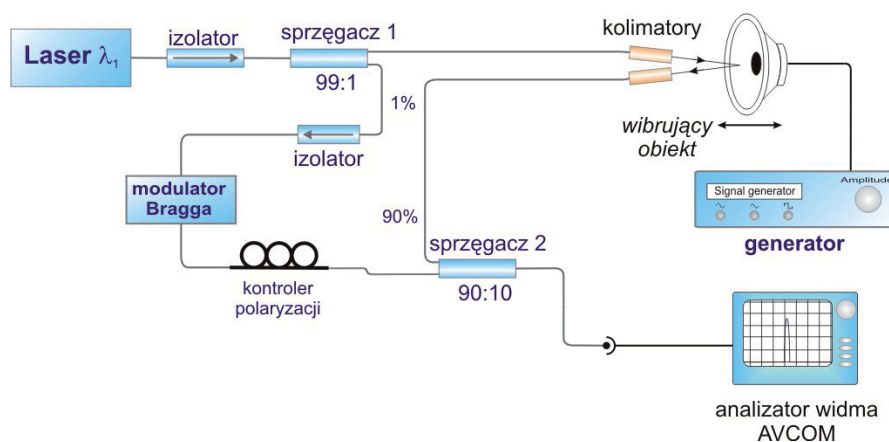 Laser λ1
izolator
sprzęgacz 1
99:1
1%
kolimatory
wibrujący
obiekt
izolator
modulator
Bragga
90%
kontroler
polaryzacji
sprzęgacz 2
90:10
Signal generator
Amplitude
generator
analizator widma
AVCOM